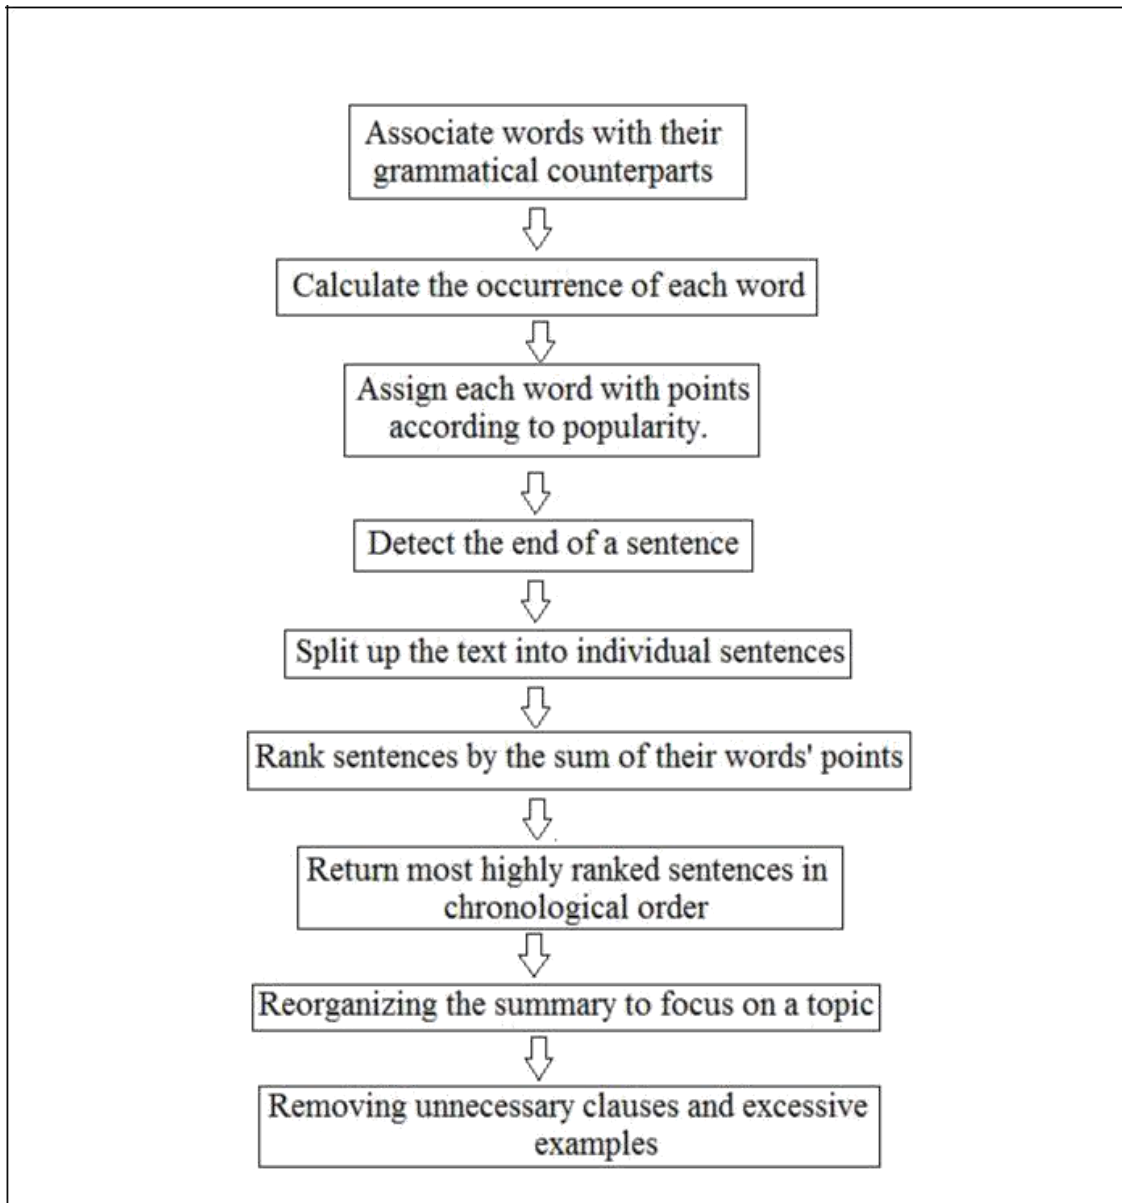 Associate words with their
grammatical counterparts
Calculate the occurrence of each word
Assign each word with points
according to popularity.
Detect the end of a sentence
Split up the text into individual sentences
Rank sentences by the sum of their words' points
Return most highly ranked sentences in
chronological order
Reorganizing the summary to focus on a topic
Removing unnecessary clauses and excessive
examples